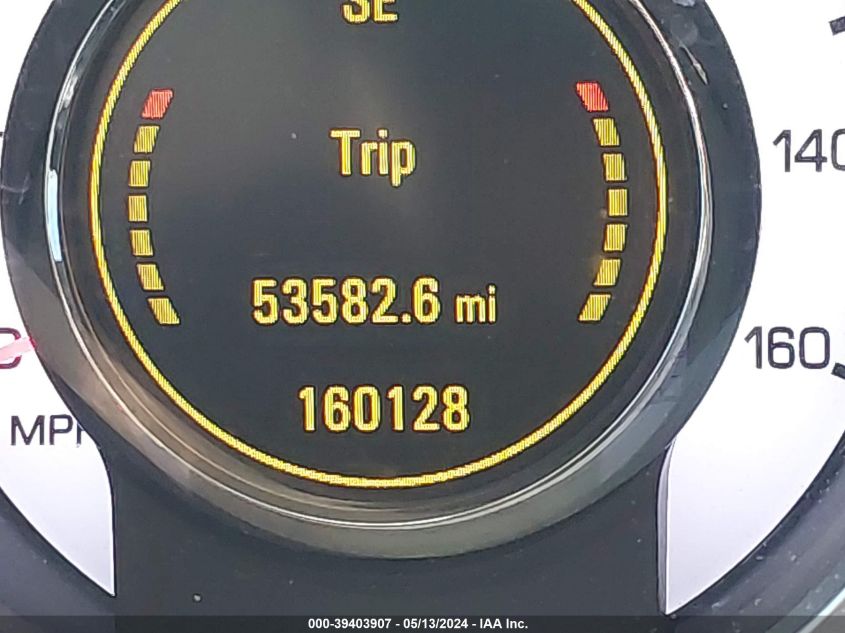 SE
Trip
140
53582.6 mi
160
160128
MPH
000-39403907 - 05/13/2024 - IAA Inc.